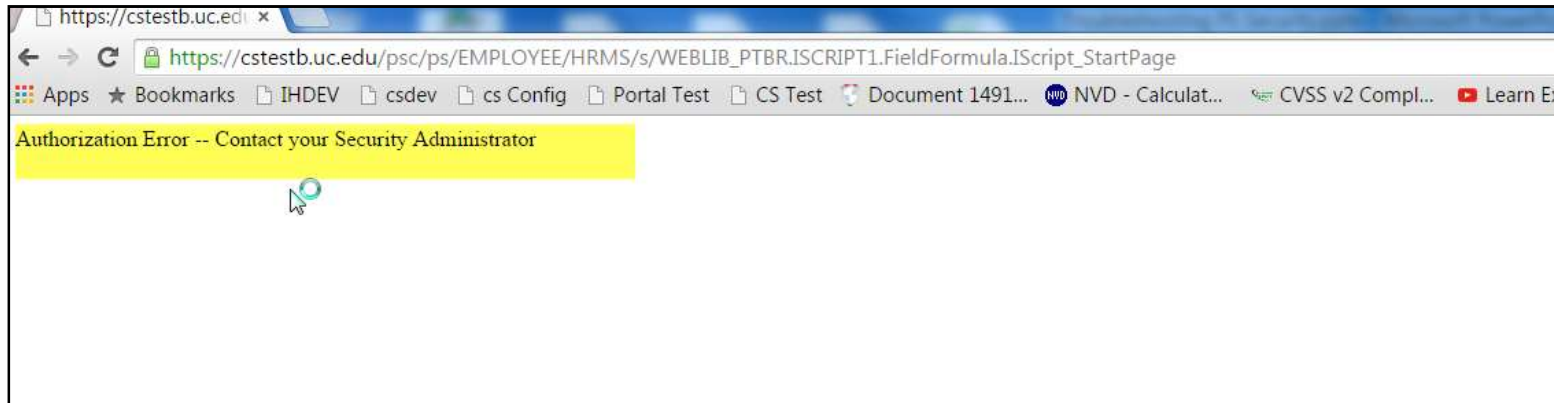 https://cstestb.uc.edu ×
https://cstestb.uc.edu/psc/ps/EMPLOYEE/HRMS/s/WEBLIB_PTBR.ISCRIPT1.FieldFormula.IScript_StartPage
Apps Bookmarks IHDEV csdev cs Config Portal Test CS Test Document 1491... NVD NVD - Calculat... CVSS v2 Compl... Learn E
Authorization Error -- Contact your Security Administrator